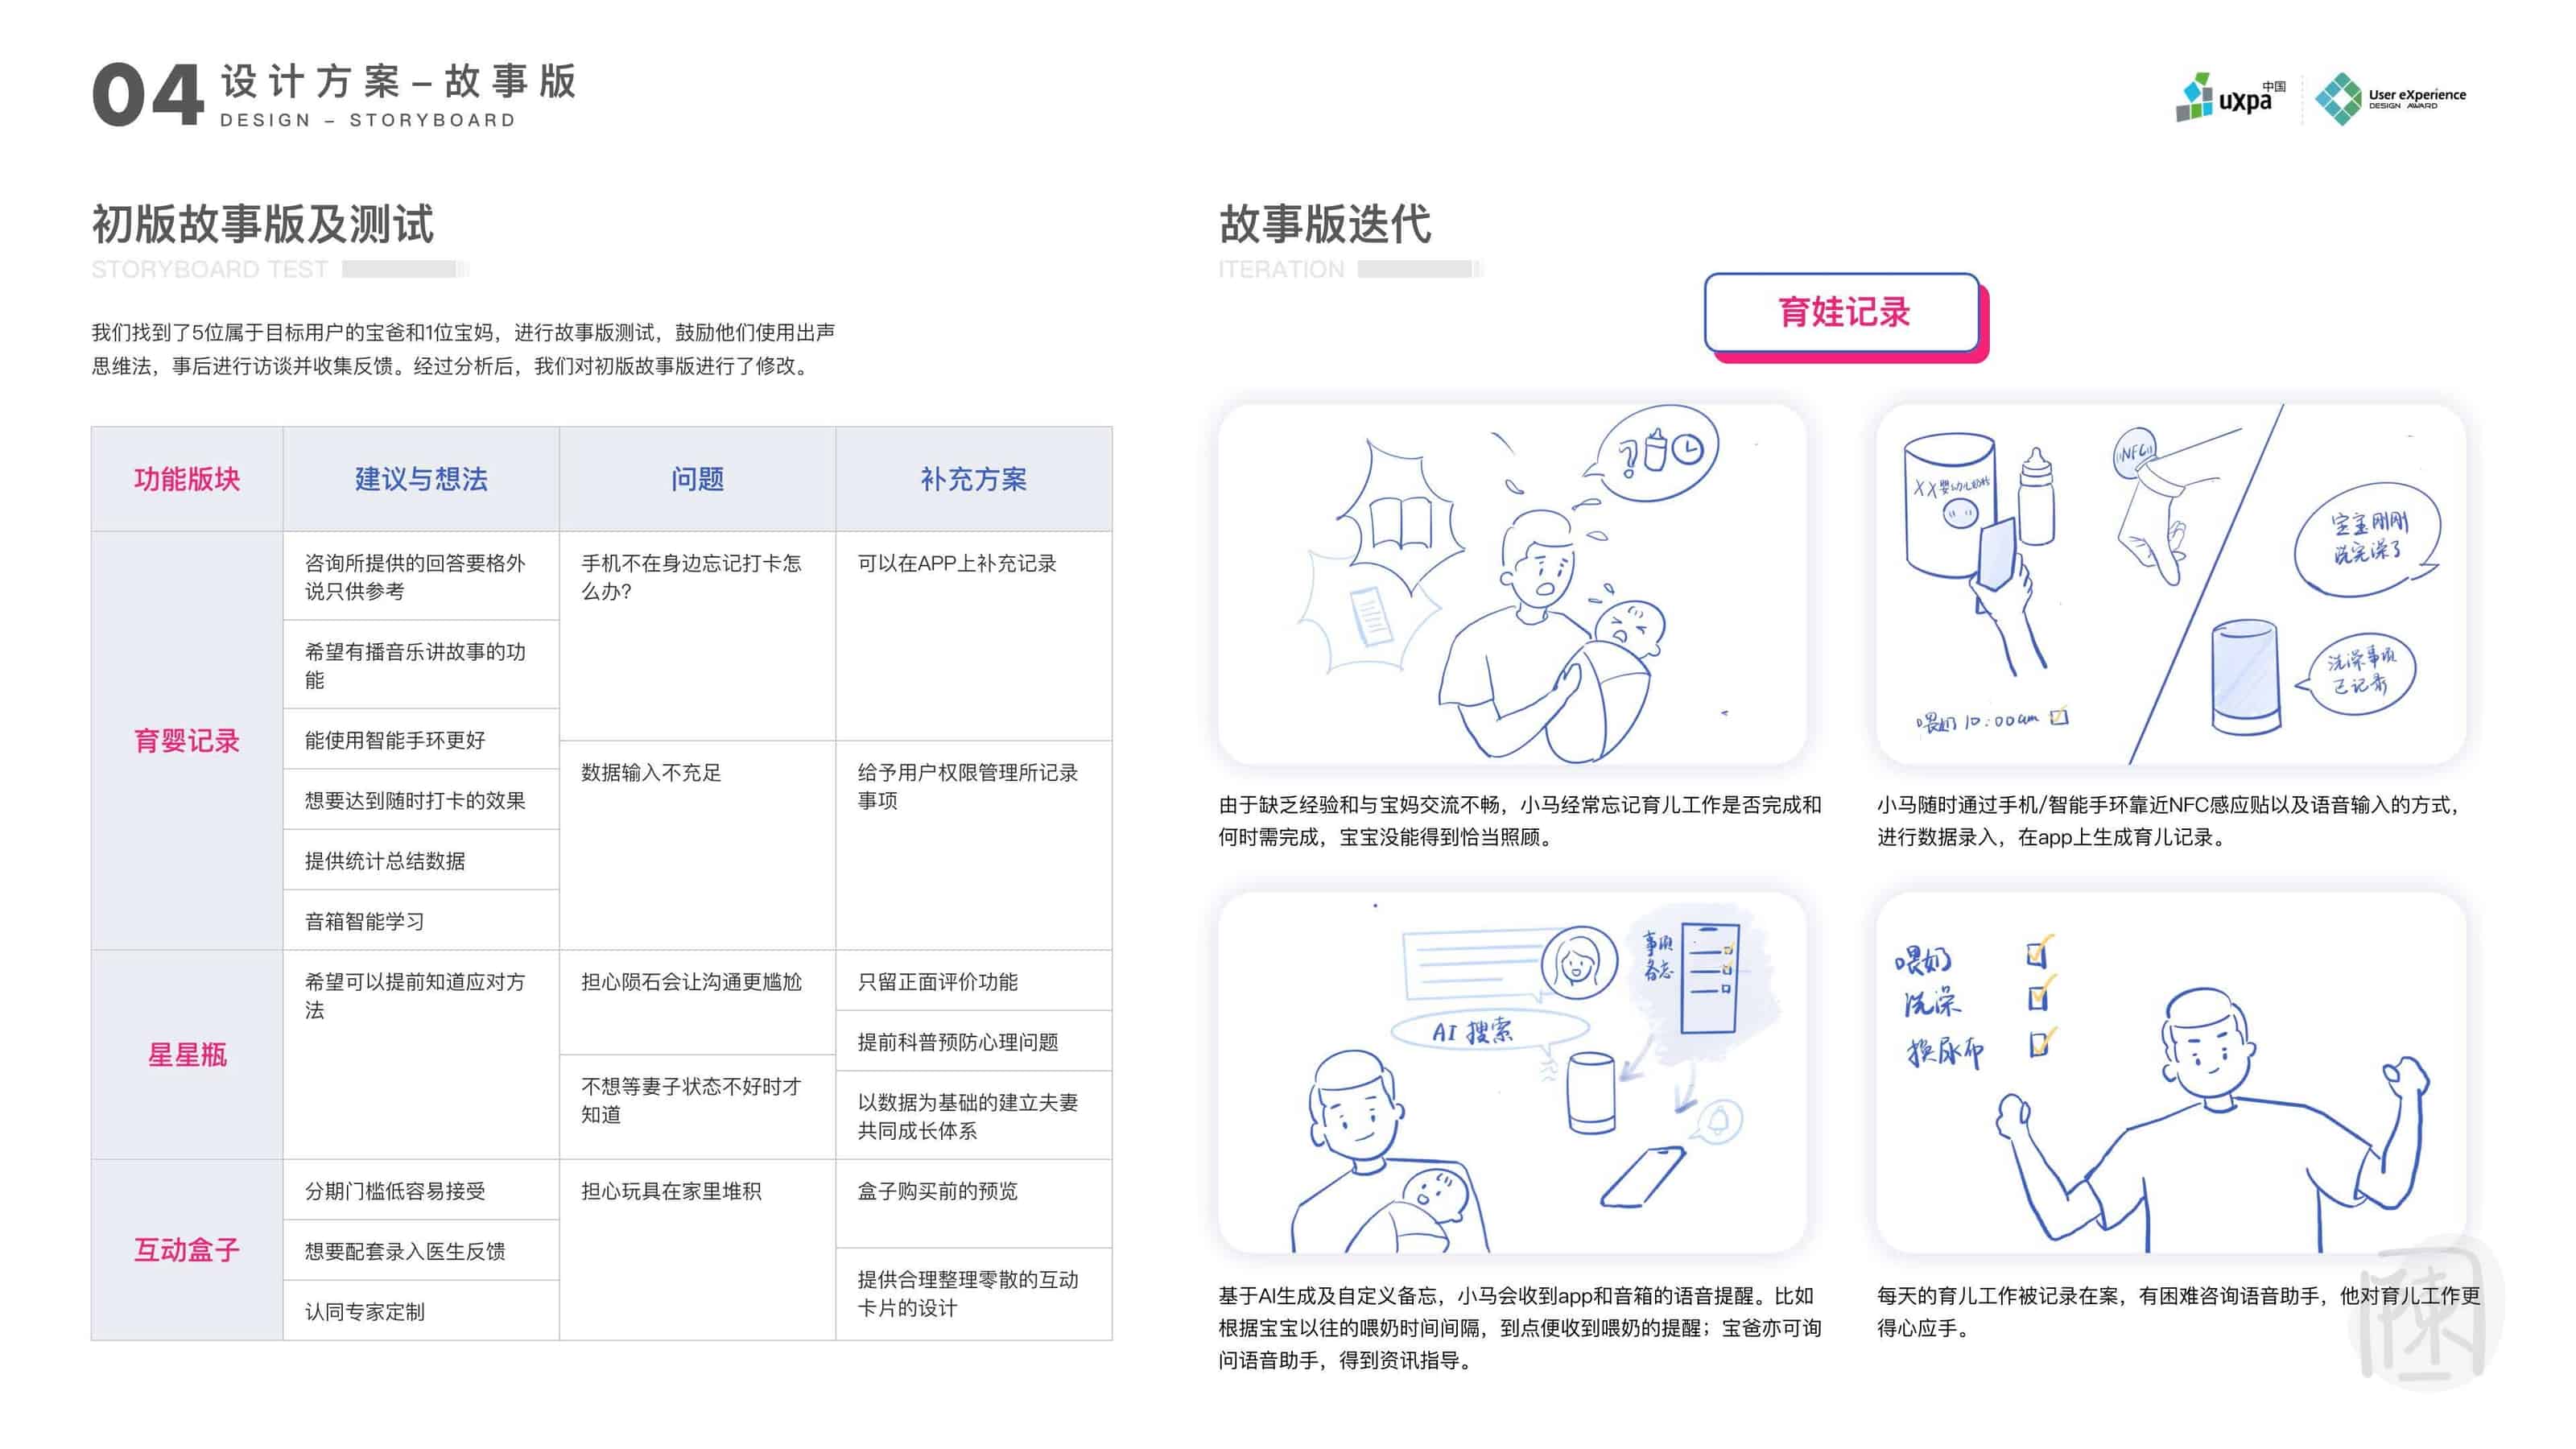 04
设计方案–故事版
DESIGN – STORYBOARD
uxpa
中国
User eXperience
DESIGN AWARD
初版故事版及测试
STORYBOARD TEST
我们找到了5位属于目标用户的宝爸和1位宝妈，进行故事版测试，鼓励他们使用出声
思维法，事后进行访谈并收集反馈。经过分析后，我们对初版故事版进行了修改。
功能版块
建议与想法
问题
补充方案
育婴记录
咨询所提供的回答要格外
说只供参考
希望有播音乐讲故事的功
能
能使用智能手环更好
想要达到随时打卡的效果
提供统计总结数据
音箱智能学习
手机不在身边忘记打卡怎
么办?
数据输入不充足
可以在APP上补充记录
给予用户权限管理所记录
事项
星星瓶
希望可以提前知道应对方
法
担心陨石会让沟通更尴尬
不想等妻子状态不好时才
知道
只留正面评价功能
提前科普预防心理问题
以数据为基础的建立夫妻
共同成长体系
互动盒子
分期门槛低容易接受
想要配套录入医生反馈
认同专家定制
担心玩具在家里堆积
盒子购买前的预览
提供合理整理零散的互动
卡片的设计
故事版迭代
ITERATION
育娃记录
?
XX婴幼儿奶粉
NFC
宝宝刚刚
洗完澡了
洗澡事项
已记录
喂奶 10:00am
由于缺乏经验和与宝妈交流不畅，小马经常忘记育儿工作是否完成和
何时需完成，宝宝没能得到恰当照顾。
小马随时通过手机/智能手环靠近NFC感应贴以及语音输入的方式，
进行数据录入，在app上生成育儿记录。
事项
备忘
AI 搜索
喂奶
洗澡
换尿布
基于AI生成及自定义备忘，小马会收到app和音箱的语音提醒。比如
根据宝宝以往的喂奶时间间隔，到点便收到喂奶的提醒；宝爸亦可询
问语音助手，得到资讯指导。
每天的育儿工作被记录在案，有困难咨询语音助手，他对育儿工作更
得心应手。